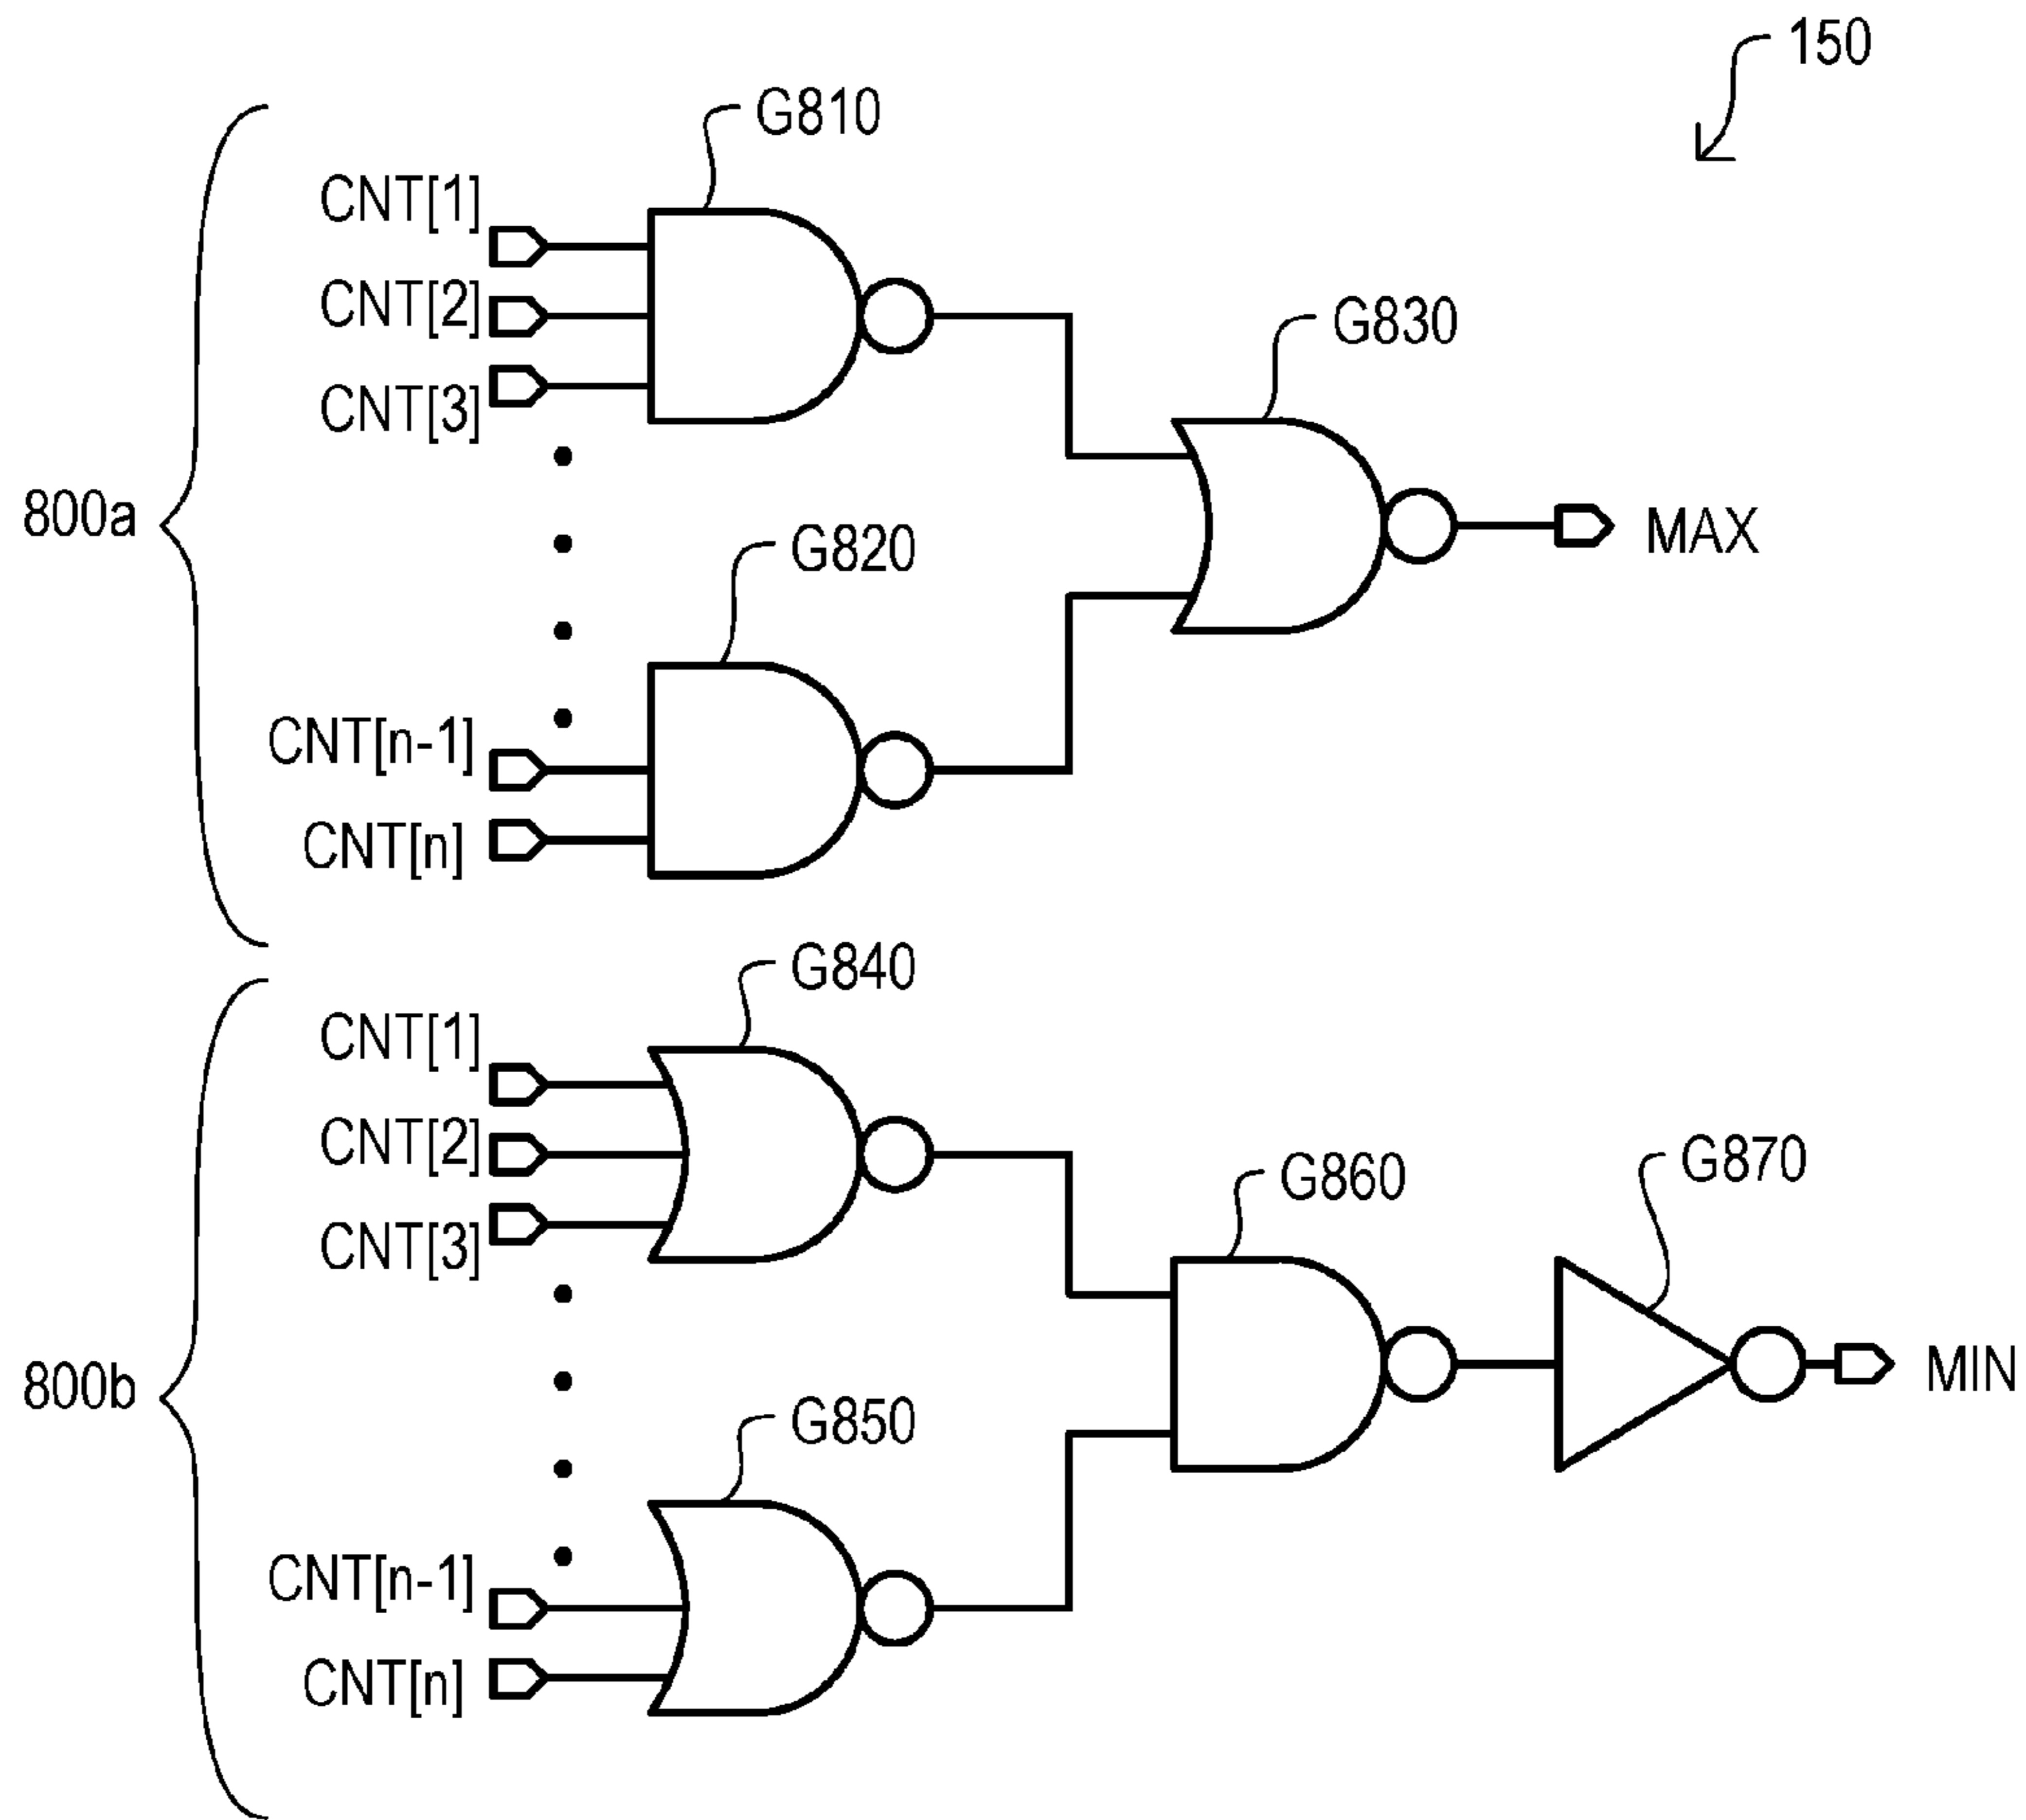 150
G810
CNT[1]
CNT[2]
CNT[3]
G830
800a
MAX
G820
CNT[n-1]
CNT[n]
G840
CNT[1]
CNT[2]
CNT[3]
G860
G870
800b
MIN
G850
CNT[n-1]
CNT[n]